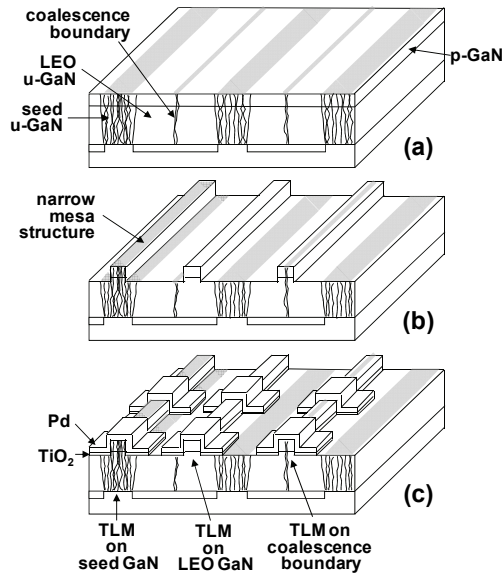 coalescence
boundary
LEO
u-GaN
seed
u-GaN
p-GaN
(a)
narrow
mesa
structure
(b)
Pd
TiO2
(c)
TLM
on
seed GaN
TLM
on
LEO GaN
TLM on
coalescence
boundary